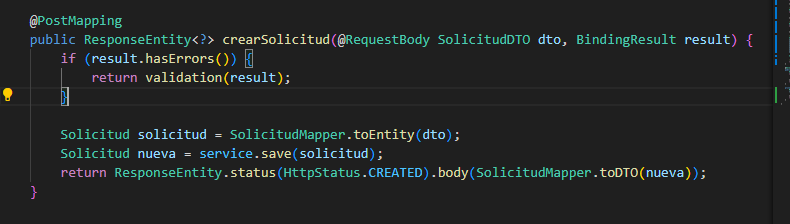 @PostMapping
public ResponseEntity<?> crearSolicitud(@RequestBody SolicitudDTO dto, BindingResult result) {
    if (result.hasErrors()) {
        return validation(result);
    }

    Solicitud solicitud = SolicitudMapper.toEntity(dto);
    Solicitud nueva = service.save(solicitud);
    return ResponseEntity.status(HttpStatus.CREATED).body(SolicitudMapper.toDTO(nueva));
}